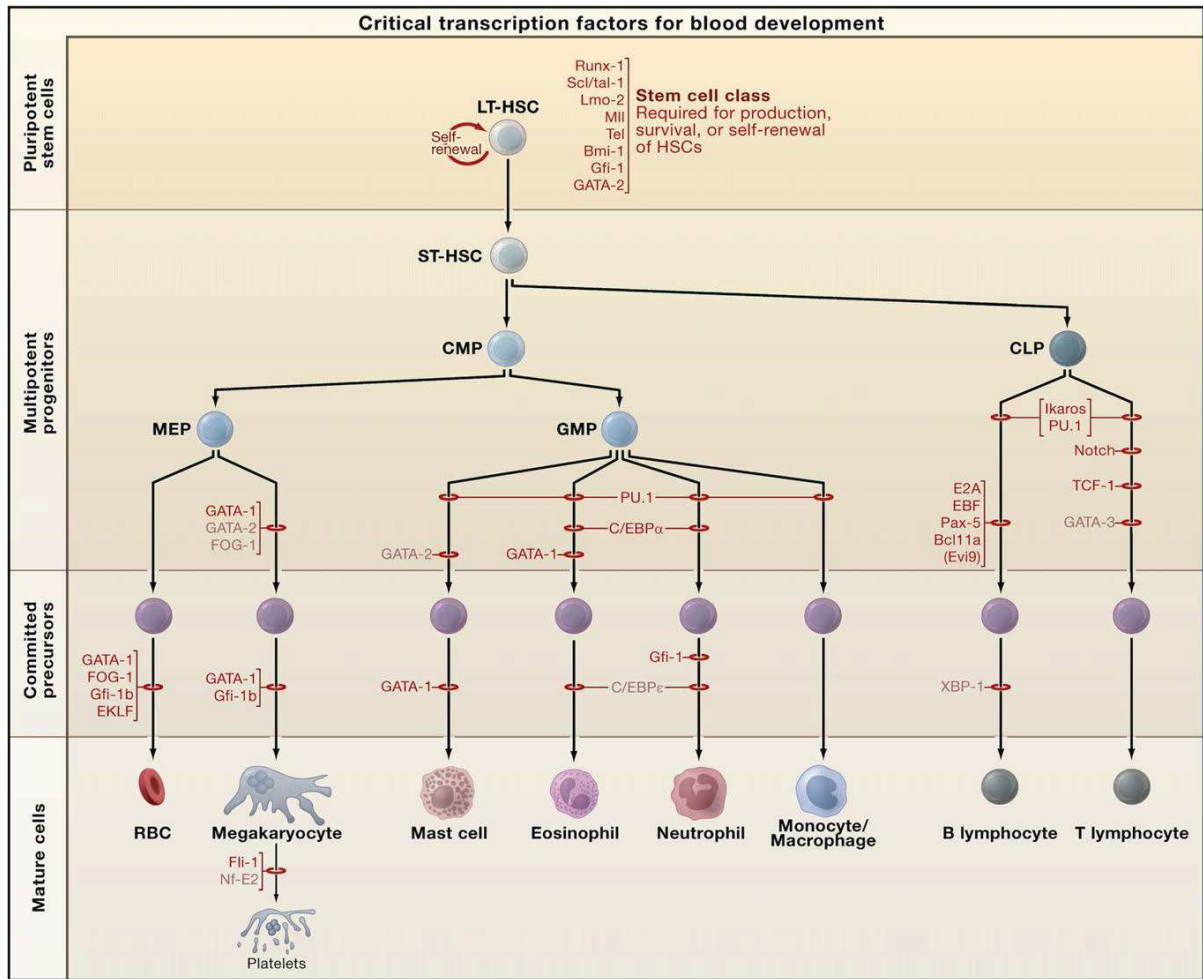 Critical transcription factors for blood development
Pluripotent
stem cells
LT-HSC
Self-
renewal
Runx-1
Scl/tal-1
Lmo-2
Mll
Tel
Bmi-1
Gfi-1
GATA-2
Stem cell class
Required for production,
survival, or self-renewal
of HSCs
Multipotent
progenitors
ST-HSC
CMP
CLP
MEP
GMP
Ikaros
PU.1
Notch
TCF-1
GATA-3
E2A
EBF
Pax-5
Bcl11a
(Evi9)
GATA-1
GATA-2
FOG-1
PU.1
C/EBPα
GATA-2
GATA-1
Committed
precursors
GATA-1
FOG-1
Gfi-1b
EKLF
GATA-1
Gfi-1b
GATA-1
Gfi-1
C/EBPε
XBP-1
Mature cells
RBC
Megakaryocyte
Mast cell
Eosinophil
Neutrophil
Monocyte/
Macrophage
B lymphocyte
T lymphocyte
Fli-1
Nf-E2
Platelets